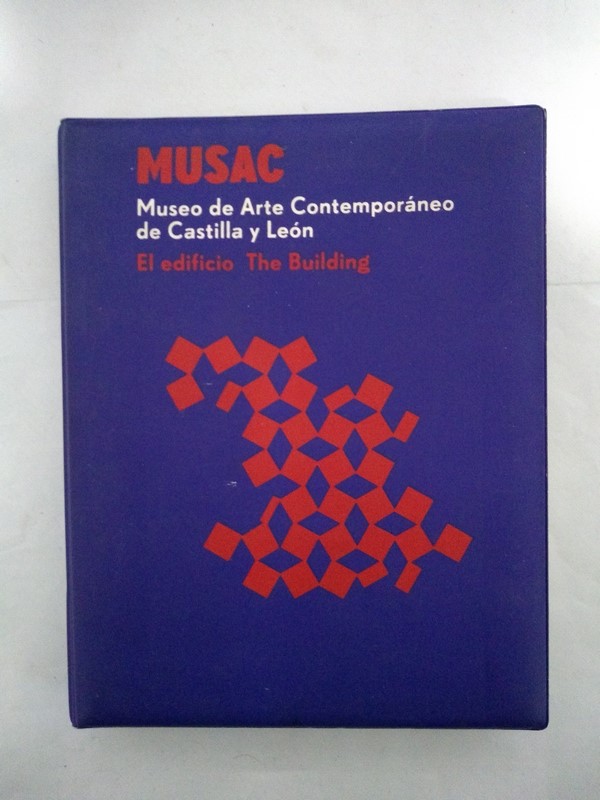 MUSAC
Museo de Arte Contemporáneo
de Castilla y León
El edificio The Building